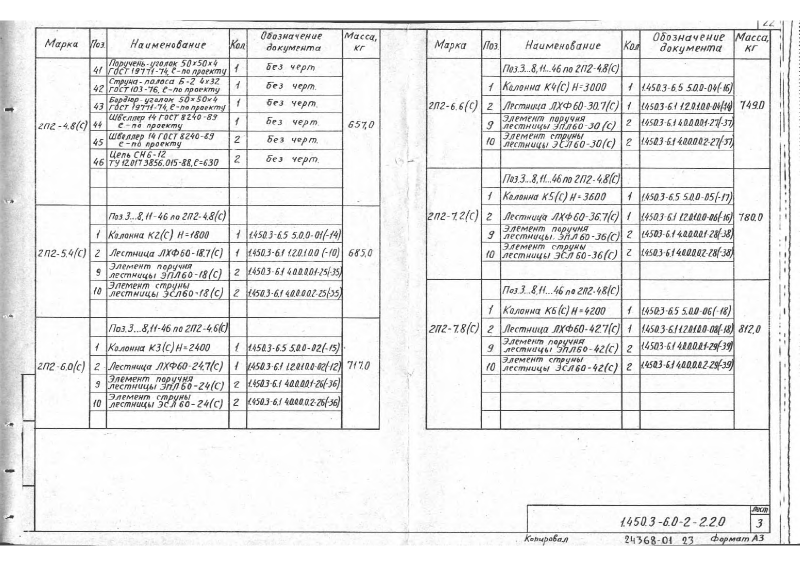 22
Марка Поз. Наименование Кол Обозначение документа Масса, кг
2П2-4.8(С) 657,0
41 Поручень-уголок 50×50×4 ГОСТ 19771-74, ℓ-по проекту 1 Без черт.
42 Струна-полоса Б-2 4×32 ГОСТ 103-76, ℓ-по проекту 1 Без черт.
43 Бордюр-уголок 50×50×4 ГОСТ 19771-74, ℓ-по проекту 1 Без черт.
44 Швеллер 14 ГОСТ 8240-89 ℓ-по проекту 1 Без черт.
45 Швеллер 14 ГОСТ 8240-89 ℓ-по проекту 2 Без черт.
46 Цепь СН6-12 ТУ 12.0173856.015-88, ℓ=630 2 Без черт.
2П2-5.4(С) 685,0
Поз.3...8, 11-46 по 2П2-4.8(С)
1 Колонна К2(С) Н=1800 1 1.450.3-6.5 5.0.0-01(-14)
2 Лестница ЛХФ60-18.7(С) 1 1.450.3-6.1 1.2.0.1.0.0 (-10)
9 Элемент поручня лестницы ЭПЛ60-18(С) 2 1.450.3-6.1 4.0.0.0.0.1-25(-35)
10 Элемент струны лестницы ЭСЛ60-18(С) 2 1.450.3-6.1 4.0.0.0.0.2-25(-35)
2П2-6.0(С) 717,0
Поз.3...8, 11-46 по 2П2-4.6(С)
1 Колонна К3(С) Н=2400 1 1.450.3-6.5 5.0.0-02(-15)
2 Лестница ЛХФ60-24.7(С) 1 1.450.3-6.1 1.2.0.1.0.0-02(-12)
9 Элемент поручня лестницы ЭПЛ60-24(С) 2 1.450.3-6.1 4.0.0.0.0.1-26(-36)
10 Элемент струны лестницы ЭСЛ60-24(С) 2 1.450.3-6.1 4.0.0.0.0.2-26(-36)
Марка Поз. Наименование Кол Обозначение документа Масса, кг
2П2-6.6(С) 749.0
Поз.3...8, 11...46 по 2П2-4.8(С)
1 Колонна К4(С) Н=3000 1 1.450.3-6.5 5.0.0-04(-16)
2 Лестница ЛХФ60-30.7(С) 1 1.450.3-6.1 1.2.0.1.0.0-04(-14)
9 Элемент поручня лестницы ЭПЛ60-30(С) 2 1.450.3-6.1 4.0.0.0.0.1-27(-37)
10 Элемент струны лестницы ЭСЛ60-30(С) 2 1.450.3-6.1 4.0.0.0.0.2-27(-37)
2П2-7.2(С) 780.0
Поз.3...8, 11...46 по 2П2-4.8(С)
1 Колонна К5(С) Н=3600 1 1.450.3-6.5 5.0.0-05(-17)
2 Лестница ЛХФ60-36.7(С) 1 1.450.3-6.1 1.2.0.1.0.0-06(-16)
9 Элемент поручня лестницы. ЭПЛ60-36(С) 2 1.450.3-6.1 4.0.0.0.0.1-28(-38)
10 Элемент струны лестницы ЭСЛ60-36(С) 2 1.450.3-6.1 4.0.0.0.0.2-28(-38)
2П2-7.8(С) 812,0
Поз.3...8, 11...46 по 2П2-4.8(С)
1 Колонна К6(С) Н=4200 1 1.450.3-6.5 5.0.0-06(-18)
2 Лестница ЛХФ60-42.7(С) 1 1.450.3-6.1 1.2.0.1.0.0-08(-18)
9 Элемент поручня лестницы ЭПЛ60-42(С) 2 1.450.3-6.1 4.0.0.0.0.1-29(-39)
10 Элемент струны лестницы ЭСЛ60-42(С) 2 1.450.3-6.1 4.0.0.0.0.2-29(-39)
1.450.3-6.0-2-2.2.0
Лист
3
Копировал 24368-01 23 Формат А3